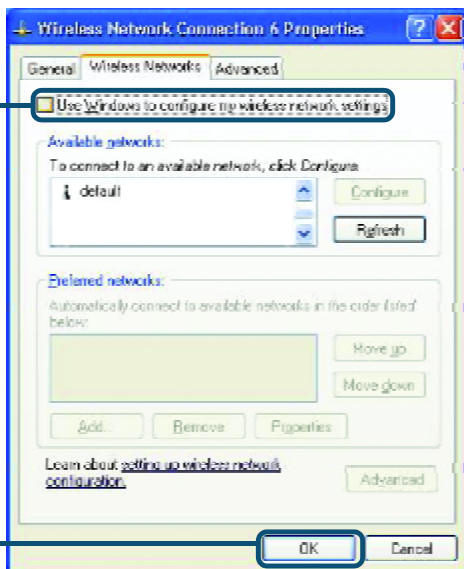 Wireless Network Connection 6 Properties
General Wireless Networks Advanced
Use Windows to configure my wireless network settings
Available networks:
To connect to an available network, click Configure
default
Configure
Refresh
Preferred networks:
Automatically connect to available networks in the order listed
below:
Move up
Move down
Add... Remove Properties
Learn about setting up wireless network
configuration.
Advanced
OK Cancel